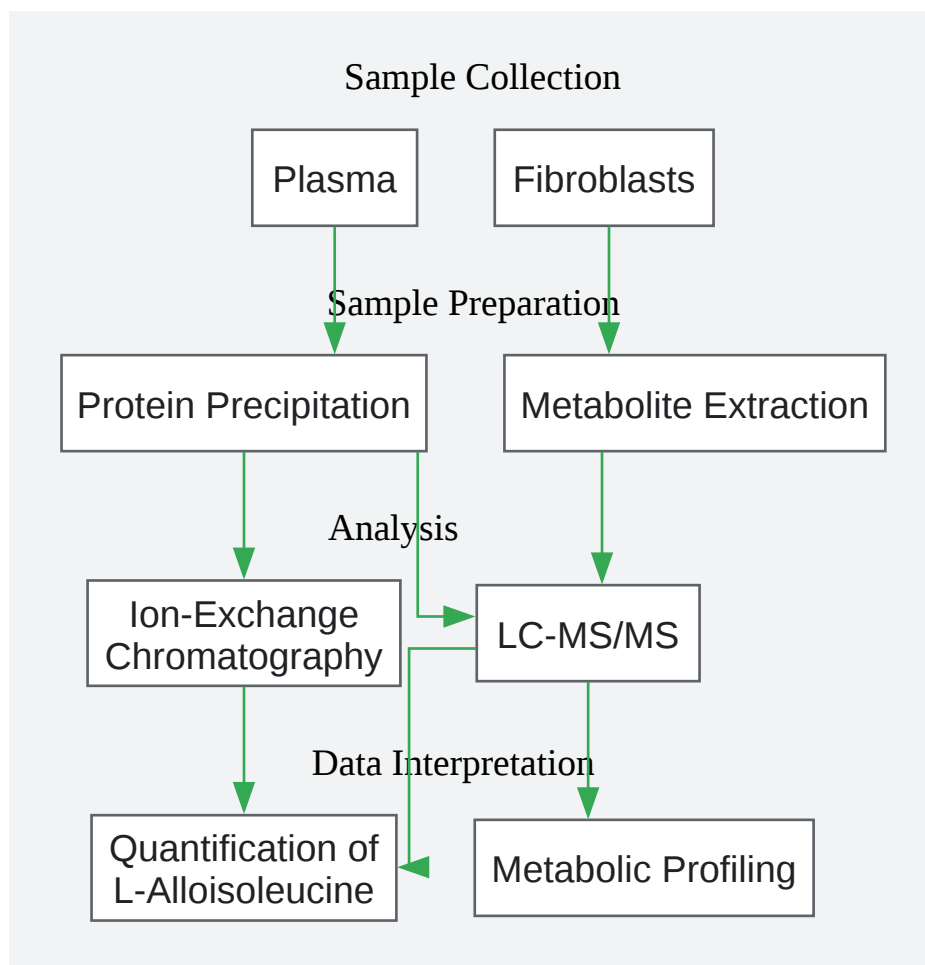 Sample Collection
Plasma
Fibroblasts
Sample Preparation
Protein Precipitation
Metabolite Extraction
Analysis
Ion-Exchange
Chromatography
LC-MS/MS
Data Interpretation
Quantification of
L-Alloisoleucine
Metabolic Profiling